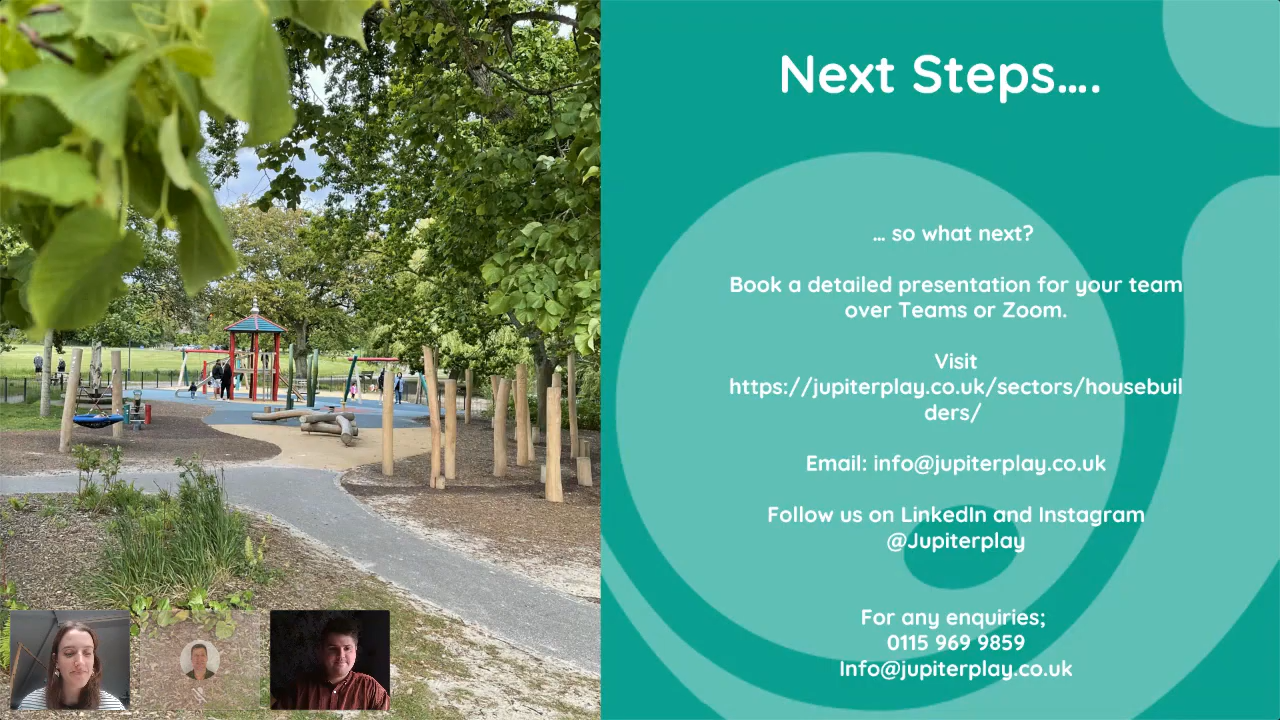 Next Steps....
... so what next?
Book a detailed presentation for your team
over Teams or Zoom.
Visit
https://jupiterplay.co.uk/sectors/housebuil
ders/
Email: info@jupiterplay.co.uk
Follow us on LinkedIn and Instagram
@Jupiterplay
For any enquiries;
0115 969 9859
Info@jupiterplay.co.uk